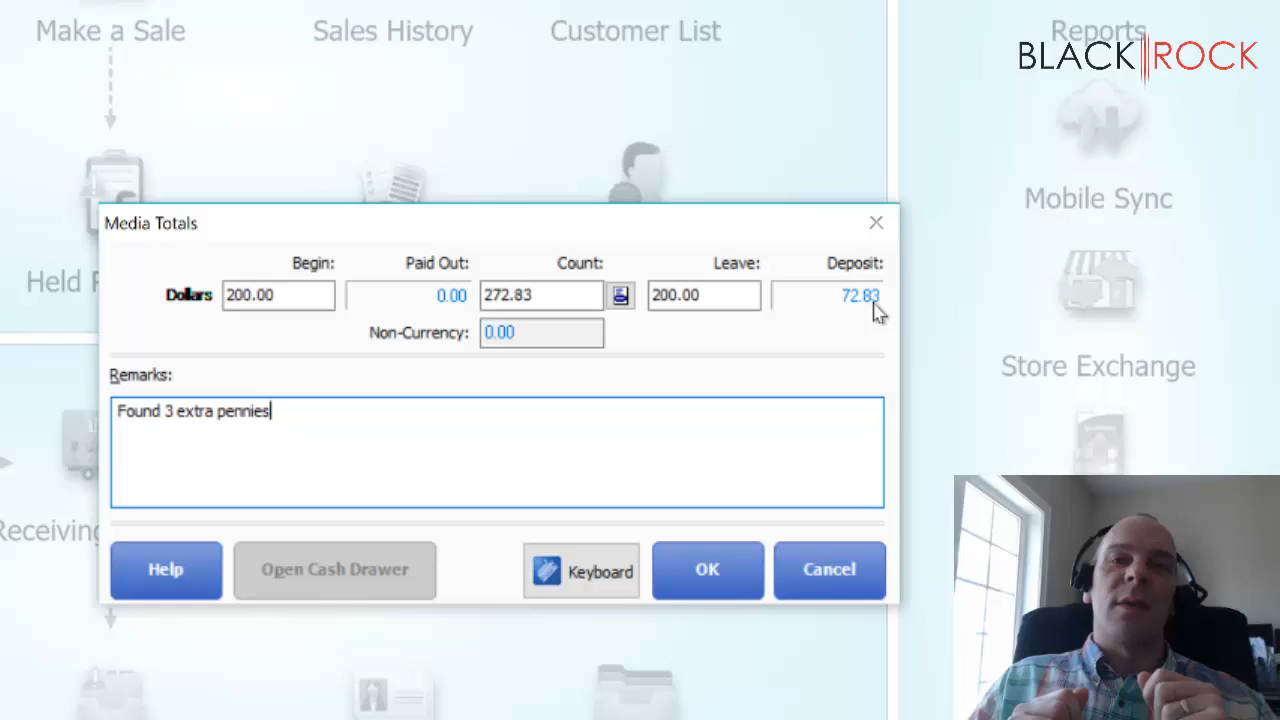 Make a Sale
Sales History
Customer List
Reports
BLACK ROCK
Mobile Sync
Held
Media Totals
Begin:
Paid Out:
Count:
Leave:
Deposit:
Dollars
200.00
0.00
272.83
200.00
72.83
Non-Currency:
0.00
Store Exchange
Remarks:
Found 3 extra pennies
Receiving
Help
Open Cash Drawer
Keyboard
OK
Cancel